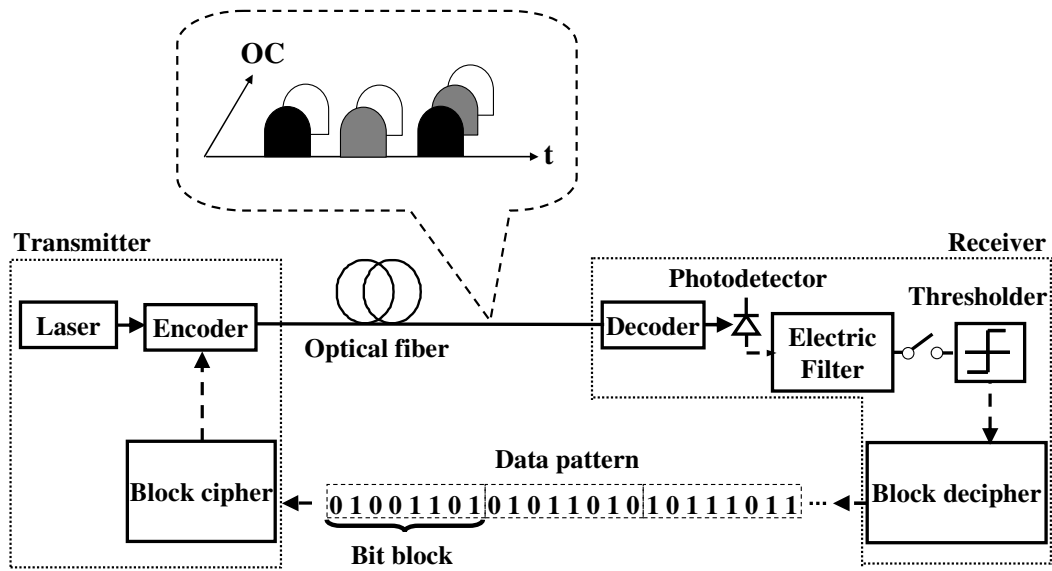 OC
t
Transmitter
Receiver
Photodetector
Thresholder
Laser
Encoder
Optical fiber
Decoder
Electric
Filter
Data pattern
Block cipher
0 1 0 0 1 1 0 1 0 1 0 1 1 0 1 0 1 0 1 1 1 0 1 1 ...
Block decipher
Bit block